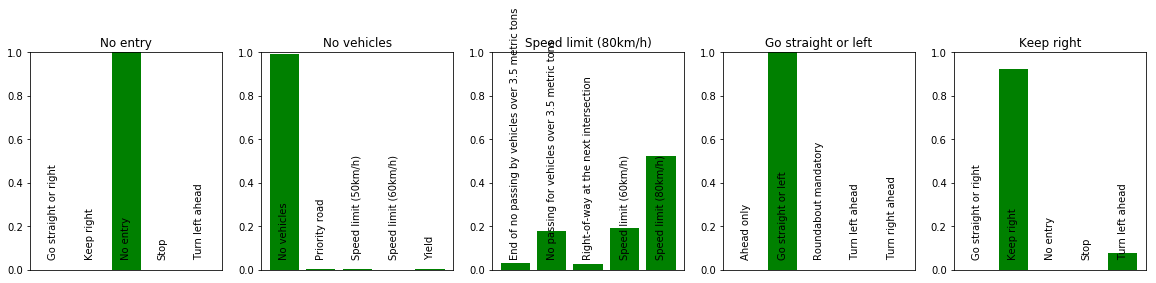 No entry
1.0
0.8
0.6
0.4
0.2
0.0
Go straight or right
Keep right
No entry
Stop
Turn left ahead
No vehicles
1.0
0.8
0.6
0.4
0.2
0.0
No vehicles
Priority road
Speed limit (50km/h)
Speed limit (60km/h)
Yield
Speed limit (80km/h)
1.0
0.8
0.6
0.4
0.2
0.0
End of no passing by vehicles over 3.5 metric tons
No passing for vehicles over 3.5 metric tons
Right-of-way at the next intersection
Speed limit (60km/h)
Speed limit (80km/h)
Go straight or left
1.0
0.8
0.6
0.4
0.2
0.0
Ahead only
Go straight or left
Roundabout mandatory
Turn left ahead
Turn right ahead
Keep right
1.0
0.8
0.6
0.4
0.2
0.0
Go straight or right
Keep right
No entry
Stop
Turn left ahead